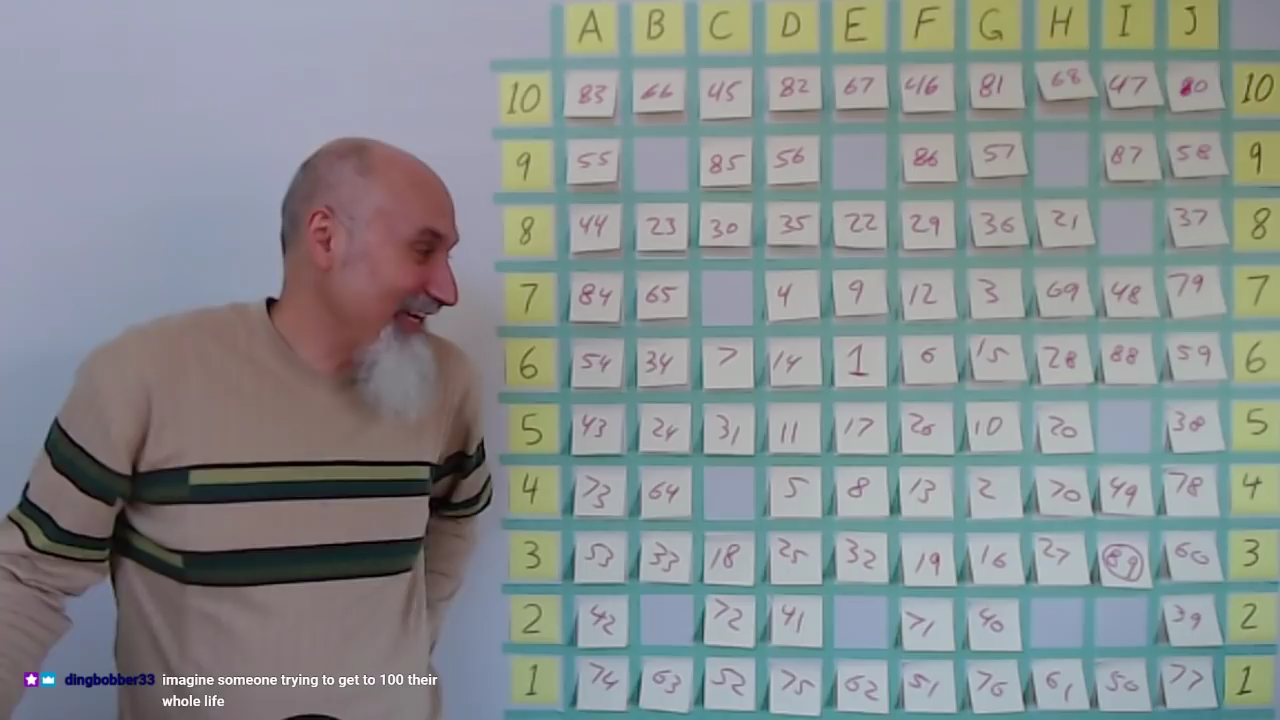 A B C D E F G H I J
10 83 66 45 82 67 46 81 68 47 80 10
9 55 85 56 86 57 87 58 9
8 44 23 30 35 22 29 36 21 37 8
7 84 65 4 9 12 3 69 48 79 7
6 54 34 7 14 1 6 15 28 88 59 6
5 43 24 31 11 17 26 10 20 38 5
4 73 64 5 8 13 2 70 49 78 4
3 53 33 18 25 32 19 16 27 89 60 3
2 42 72 41 71 40 39 2
1 74 63 52 75 62 51 76 61 50 77 1
dingbobber33 imagine someone trying to get to 100 their
whole life